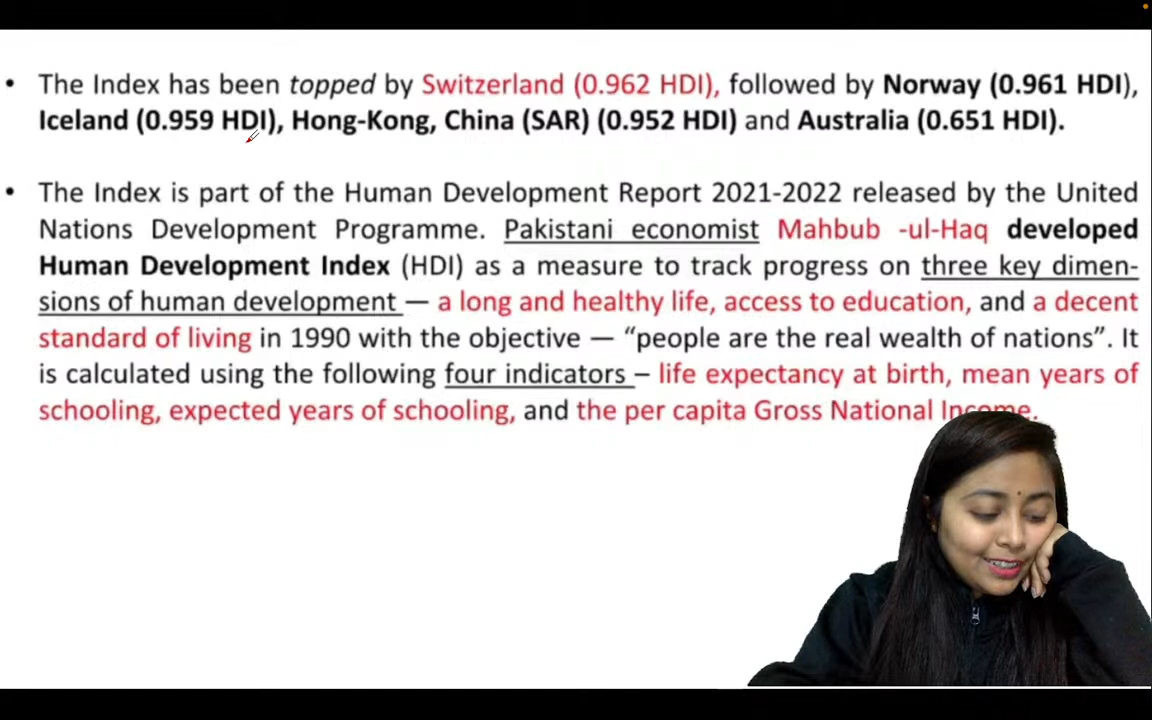 • The Index has been topped by Switzerland (0.962 HDI), followed by Norway (0.961 HDI),
Iceland (0.959 HDI), Hong-Kong, China (SAR) (0.952 HDI) and Australia (0.651 HDI).
• The Index is part of the Human Development Report 2021-2022 released by the United
Nations Development Programme. Pakistani economist Mahbub -ul-Haq developed
Human Development Index (HDI) as a measure to track progress on three key dimen-
sions of human development — a long and healthy life, access to education, and a decent
standard of living in 1990 with the objective — “people are the real wealth of nations”. It
is calculated using the following four indicators – life expectancy at birth, mean years of
schooling, expected years of schooling, and the per capita Gross National Income.